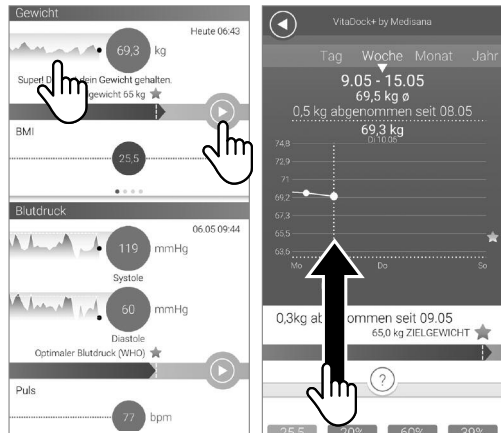 Gewicht
Heute 06:43
69,3 kg
Super! D dein Gewicht gehalten.
gewicht 65 kg
BMI
25,5
Blutdruck
06.05 09:44
119 mmHg
Systole
60 mmHg
Diastole
Optimaler Blutdruck (WHO)
Puls
77 bpm
VitaDock+ by Medisana
Tag Woche Monat Jahr
9.05 - 15.05
69,5 kg ø
0,5 kg abgenommen seit 08.05
69,3 kg
Di 10.05
74,8
72,9
71
69,2
67,3
65,5
63,6
Mo Do So
0,3kg ab ommen seit 09.05
65,0 kg ZIELGEWICHT
?
25,5 20% 60% 39%